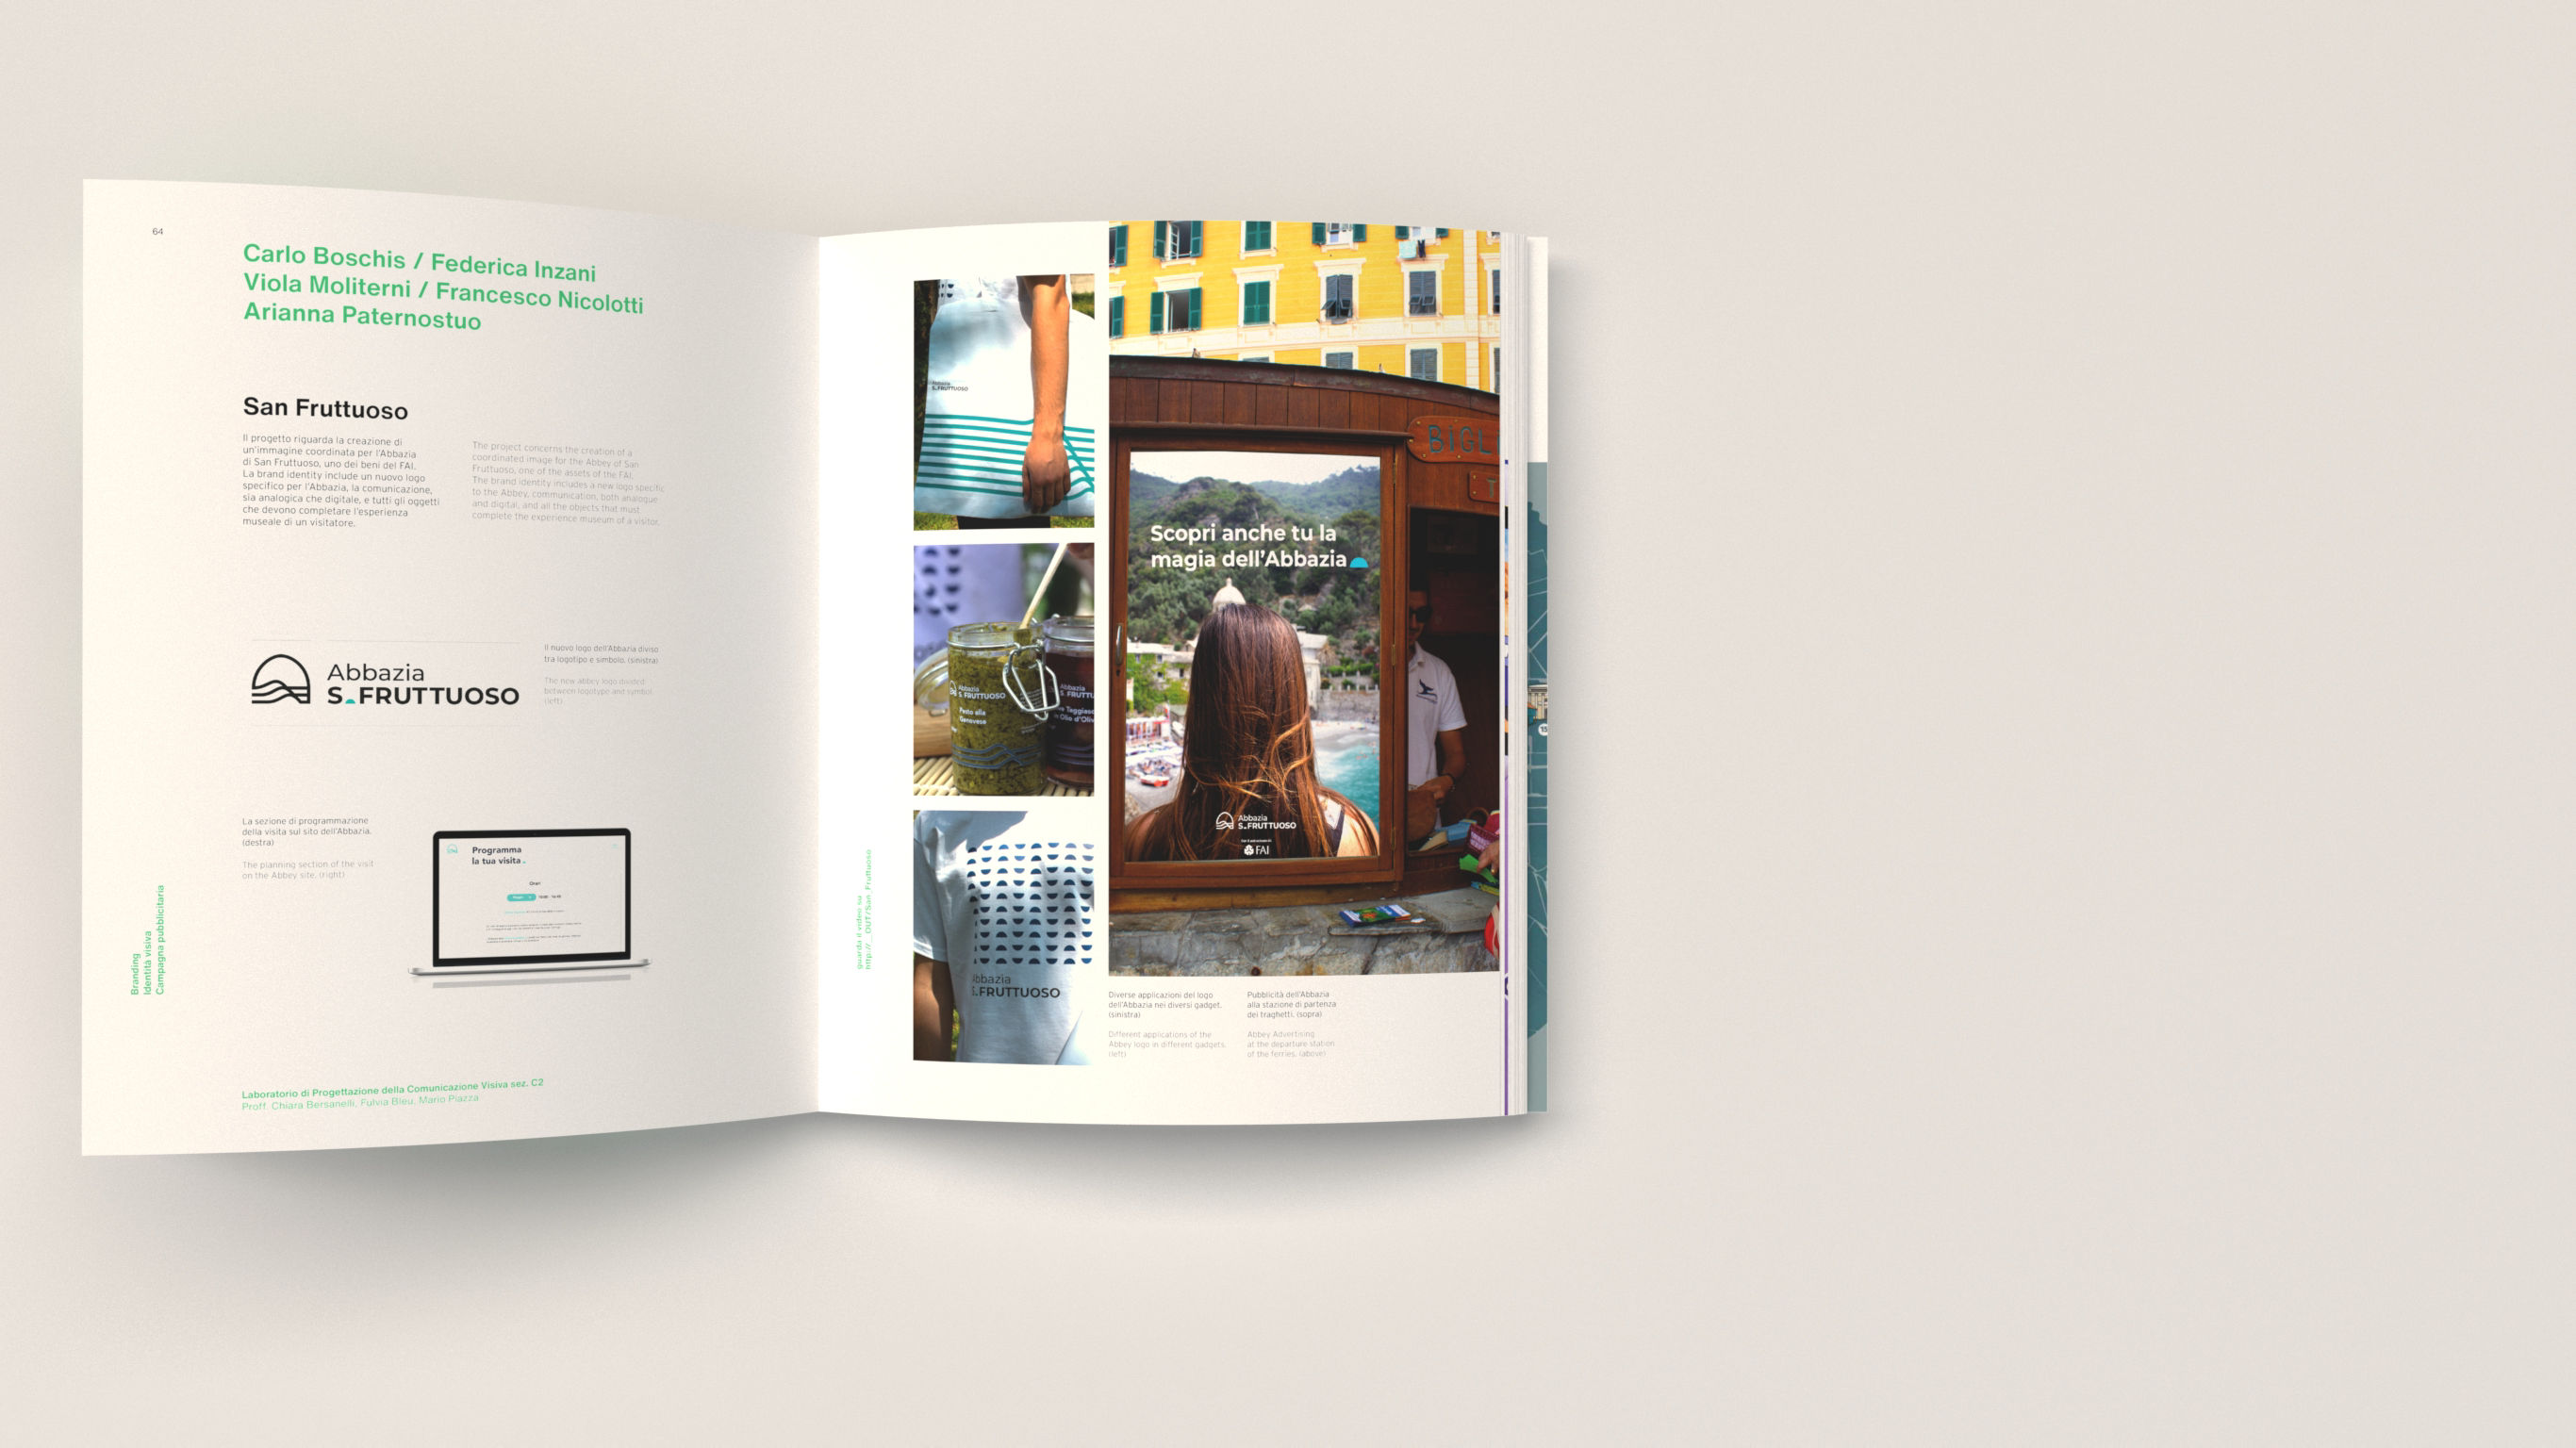 64
Carlo Boschis / Federica Inzani
Viola Moliterni / Francesco Nicolotti
Arianna Paternostuo
San Fruttuoso
Il progetto riguarda la creazione di
un'immagine coordinata per l'Abbazia
di San Fruttuoso, uno dei beni del FAI.
La brand identity include un nuovo logo
specifico per l'Abbazia, la comunicazione,
sia analogica che digitale, e tutti gli oggetti
che devono completare l'esperienza
museale di un visitatore.
The project concerns the creation of a
coordinated image for the Abbey of San
Fruttuoso, one of the assets of the FAI.
The brand identity includes a new logo specific
to the Abbey, communication, both analogue
and digital, and all the objects that must
complete the experience museum of a visitor.
Abbazia
S.FRUTTUOSO
Il nuovo logo dell'Abbazia diviso
tra logotipo e simbolo. (sinistra)
The new abbey logo divided
between logotype and symbol.
(left)
La sezione di programmazione
della visita sul sito dell'Abbazia.
(destra)
The planning section of the visit
on the Abbey site. (right)
Programma
la tua visita.
Orari
Branding
Identità visiva
Campagna pubblicitaria
Laboratorio di Progettazione della Comunicazione Visiva sez. C2
Proff. Chiara Bersanelli, Fulvia Bleu, Mario Piazza
guarda il video su
http://__OUT/San_Fruttuoso
Abbazia
S.FRUTTUOSO
Abbazia
S.FRUTTUOSO
Pesto alla
Genovese
Abbazia
S.FRUTTU
Taggiasc
Olio d'Oliv
bbazia
S.FRUTTUOSO
BIGL
T
Scopri anche tu la
magia dell'Abbazia
Abbazia
S.FRUTTUOSO
FAI
Diverse applicazioni del logo
dell'Abbazia nei diversi gadget.
(sinistra)
Different applications of the
Abbey logo in different gadgets.
(left)
Pubblicità dell'Abbazia
alla stazione di partenza
dei traghetti. (sopra)
Abbey Advertising
at the departure station
of the ferries. (above)
15